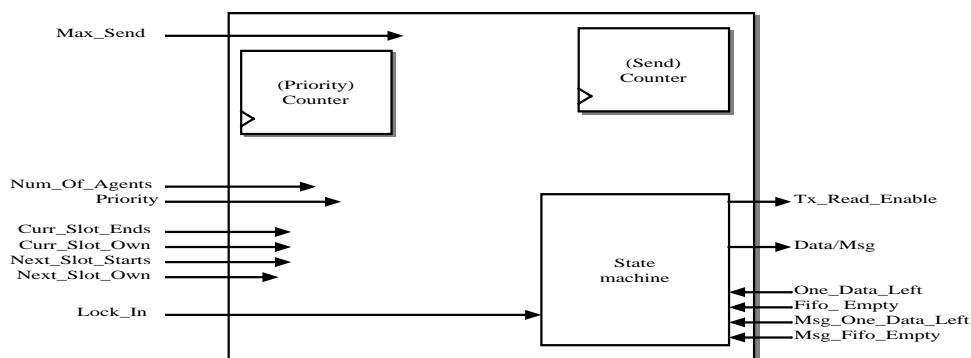 Max_Send
(Send)
Counter
(Priority)
Counter
Num_Of_Agents
Priority
Tx_Read_Enable
Curr_Slot_Ends
Curr_Slot_Own
Data/Msg
Next_Slot_Starts
Next_Slot_Own
State
machine
One_Data_Left
Fifo_ Empty
Lock_In
Msg_One_Data_Left
Msg_Fifo_Empty